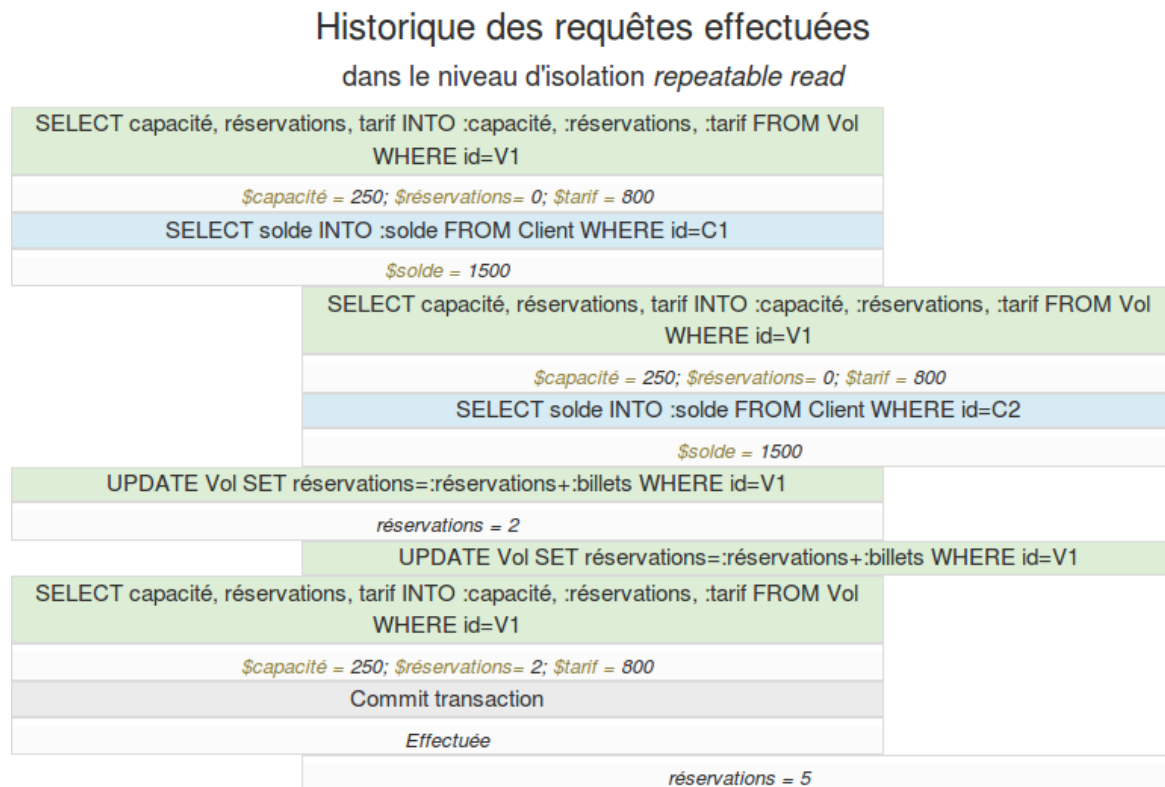 Historique des requêtes effectuées
dans le niveau d'isolation repeatable read
SELECT capacité, réservations, tarif INTO :capacité, :réservations, :tarif FROM Vol
WHERE id=V1
$capacité = 250; $réservations= 0; $tarif = 800
SELECT solde INTO :solde FROM Client WHERE id=C1
$solde = 1500
SELECT capacité, réservations, tarif INTO :capacité, :réservations, :tarif FROM Vol
WHERE id=V1
$capacité = 250; $réservations= 0; $tarif = 800
SELECT solde INTO :solde FROM Client WHERE id=C2
$solde = 1500
UPDATE Vol SET réservations=:réservations+:billets WHERE id=V1
réservations = 2
UPDATE Vol SET réservations=:réservations+:billets WHERE id=V1
SELECT capacité, réservations, tarif INTO :capacité, :réservations, :tarif FROM Vol
WHERE id=V1
$capacité = 250; $réservations= 2; $tarif = 800
Commit transaction
Effectuée
réservations = 5